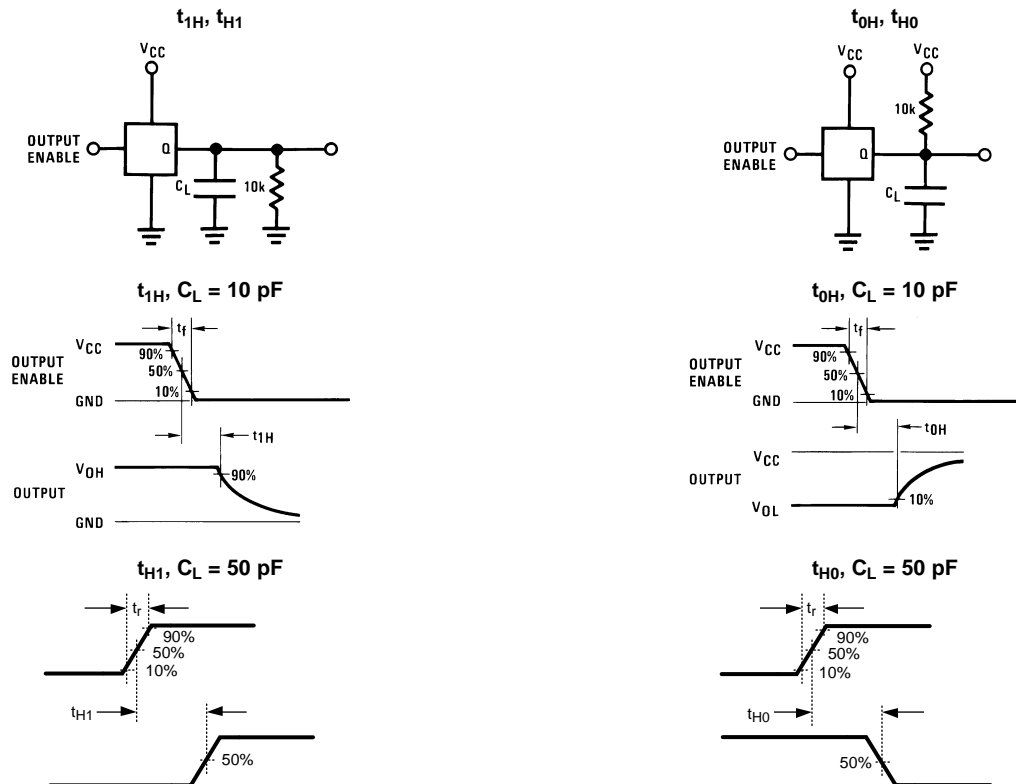 t1H, tH1
VCC
OUTPUT
ENABLE
Q
CL
10k
t0H, tH0
VCC
VCC
10k
OUTPUT
ENABLE
Q
CL
t1H, CL = 10 pF
tf
VCC
90%
OUTPUT
ENABLE
50%
10%
GND
t1H
VOH
90%
OUTPUT
GND
t0H, CL = 10 pF
tf
VCC
90%
OUTPUT
ENABLE
50%
10%
GND
t0H
VCC
OUTPUT
10%
VOL
tH1, CL = 50 pF
tr
90%
50%
10%
tH1
50%
tH0, CL = 50 pF
tr
90%
50%
10%
tH0
50%